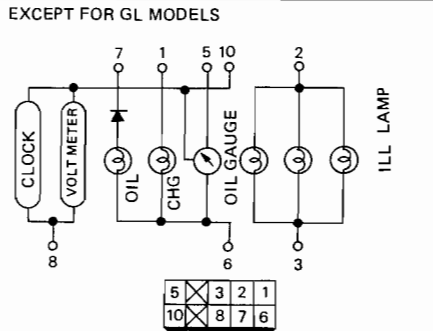 EXCEPT FOR GL MODELS
7 1 5 10 2
CLOCK
VOLT METER
OIL
CHG
OIL GAUGE
ILL LAMP
8 6 3
5 3 2 1
10 8 7 6